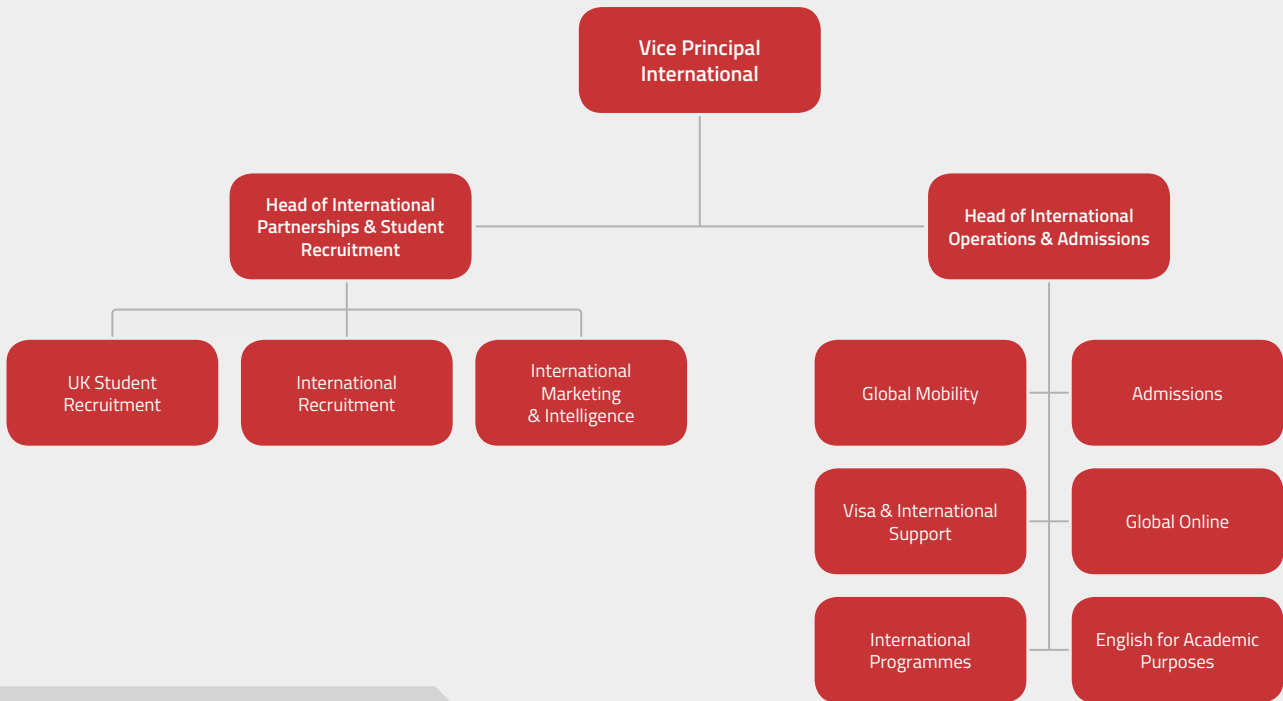 Vice Principal
International
Head of International
Partnerships & Student
Recruitment
Head of International
Operations & Admissions
UK Student
Recruitment
International
Recruitment
International
Marketing
& Intelligence
Global Mobility
Admissions
Visa & International
Support
Global Online
International
Programmes
English for Academic
Purposes